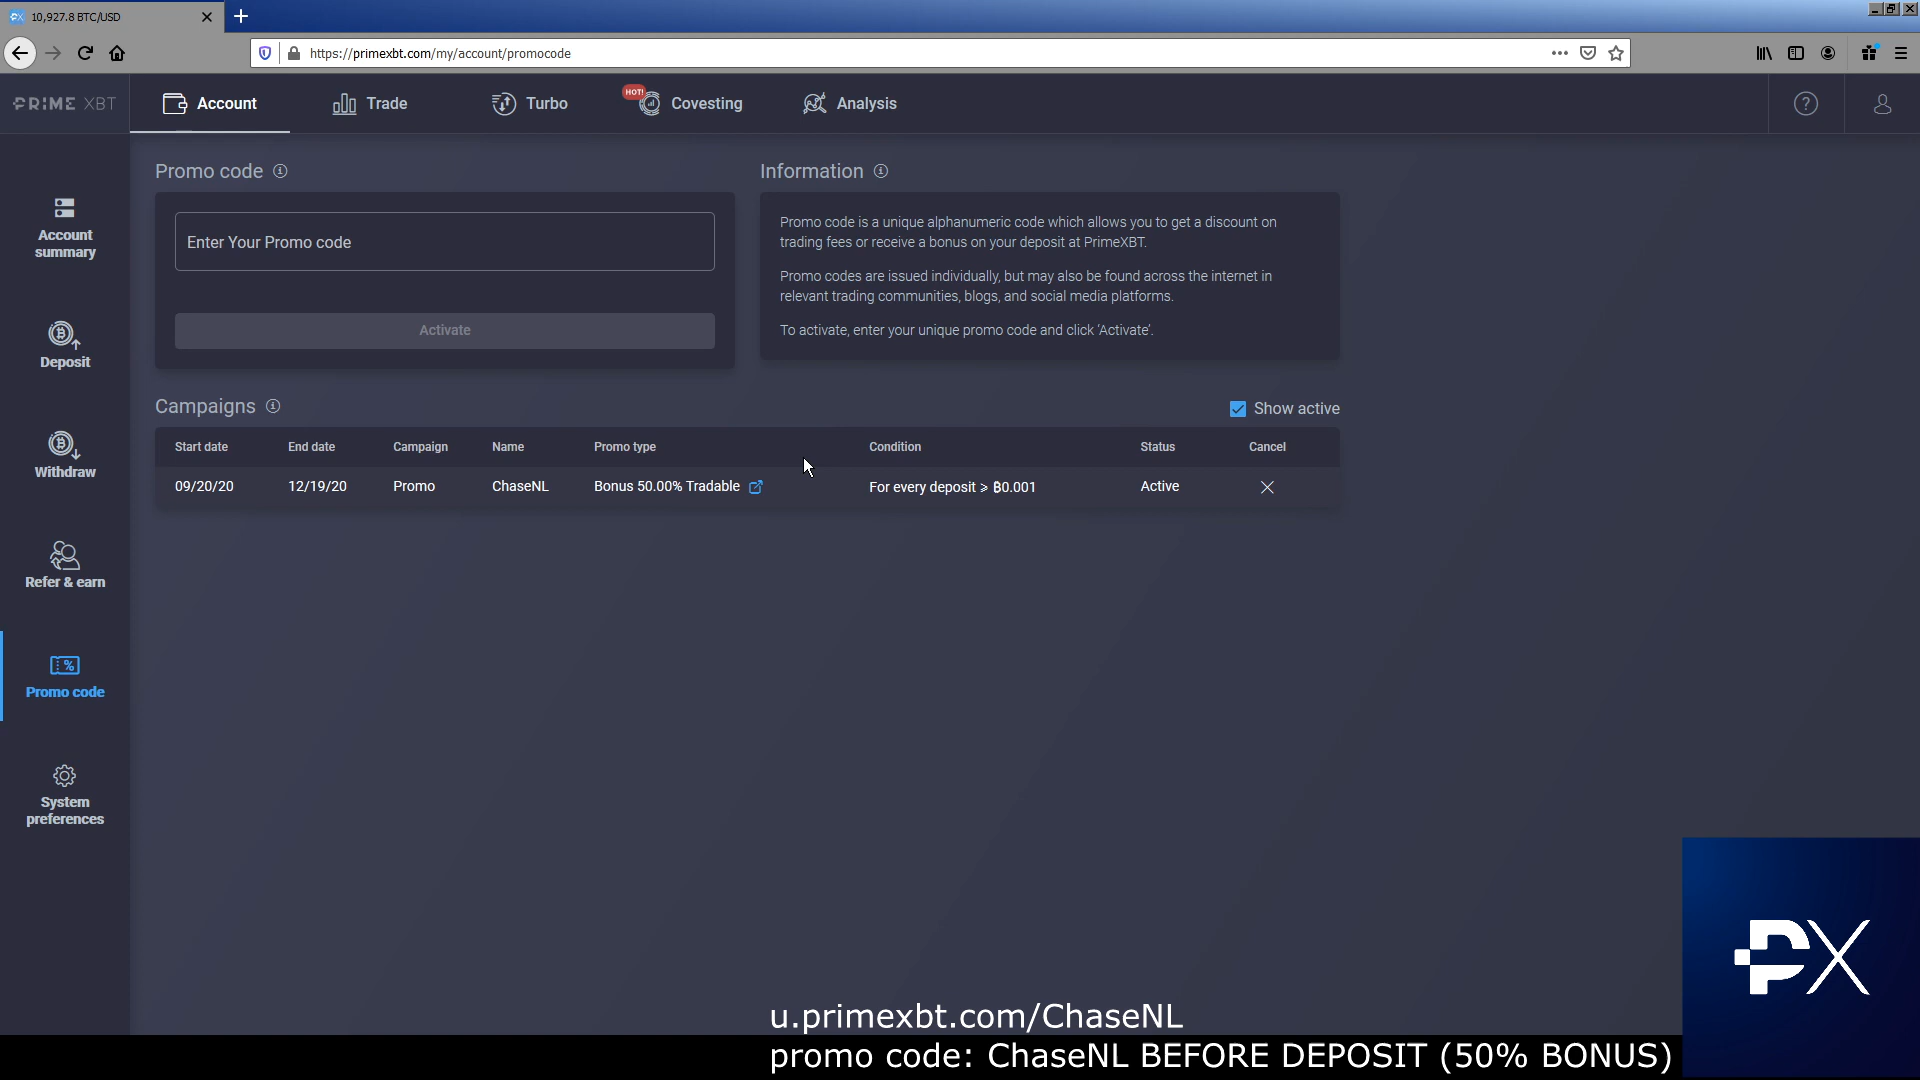 10,927.8 BTC/USD
https://primexbt.com/my/account/promocode
PRIME XBT
Account
Trade
Turbo
HOT!
Covesting
Analysis
Account summary
Deposit
Withdraw
Refer & earn
Promo code
System preferences
Promo code
Enter Your Promo code
Activate
Information
Promo code is a unique alphanumeric code which allows you to get a discount on
trading fees or receive a bonus on your deposit at PrimeXBT.
Promo codes are issued individually, but may also be found across the internet in
relevant trading communities, blogs, and social media platforms.
To activate, enter your unique promo code and click ‘Activate’.
Campaigns
Show active
Start date End date Campaign Name Promo type Condition Status Cancel
09/20/20 12/19/20 Promo ChaseNL Bonus 50.00% Tradable For every deposit ⩾ ₿0.001 Active
u.primexbt.com/ChaseNL
promo code: ChaseNL BEFORE DEPOSIT (50% BONUS)
PX